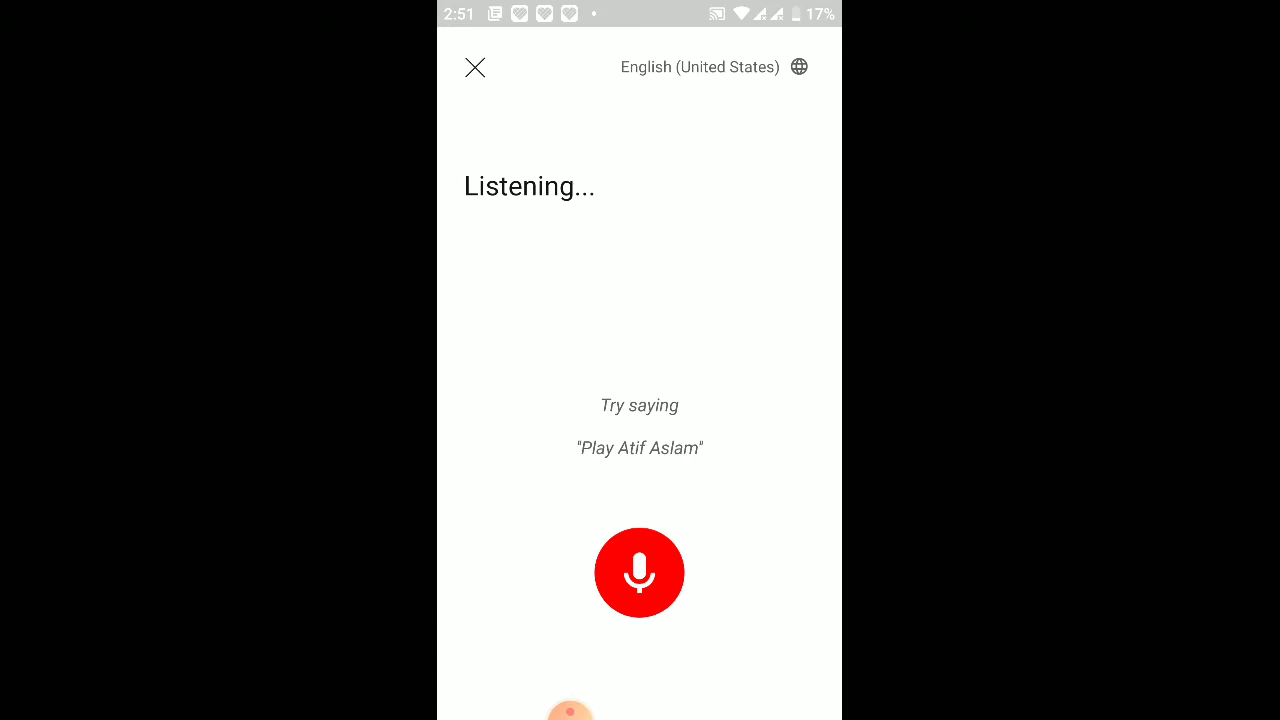 2:51 17%
English (United States)
Listening...
Try saying
"Play Atif Aslam"